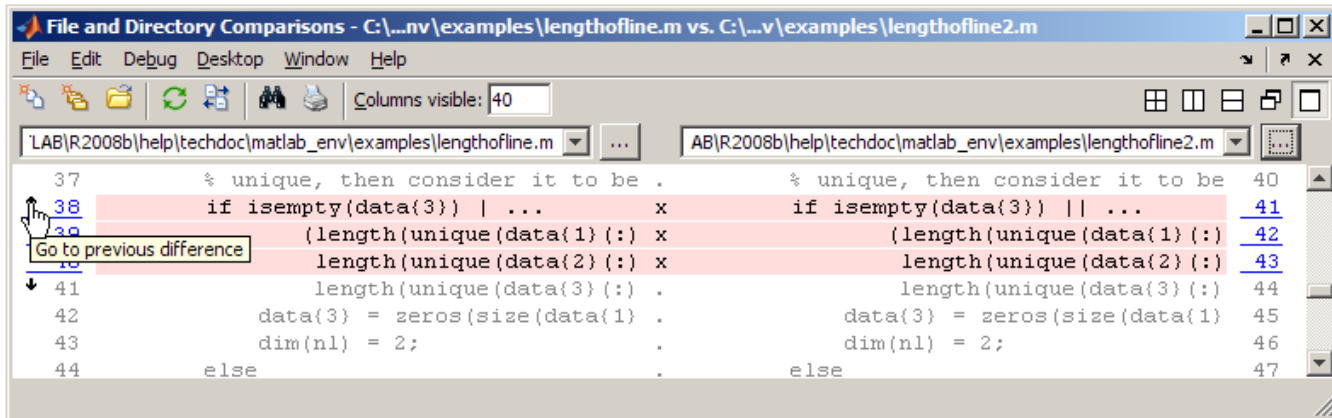 File and Directory Comparisons - C:\...nv\examples\lengthofline.m vs. C:\...v\examples\lengthofline2.m
File Edit Debug Desktop Window Help
Columns visible: 40
LAB\R2008b\help\techdoc\matlab_env\examples\lengthofline.m ... AB\R2008b\help\techdoc\matlab_env\examples\lengthofline2.m ...
37 % unique, then consider it to be . % unique, then consider it to be 40
38 if isempty(data{3}) | ... x if isempty(data{3}) || ... 41
39 (length(unique(data{1}(:) x (length(unique(data{1}(:) 42
Go to previous difference
length(unique(data{2}(:) x length(unique(data{2}(:) 43
41 length(unique(data{3}(:) . length(unique(data{3}(:) 44
42 data{3} = zeros(size(data{1} . data{3} = zeros(size(data{1} 45
43 dim(nl) = 2; . dim(nl) = 2; 46
44 else . else 47